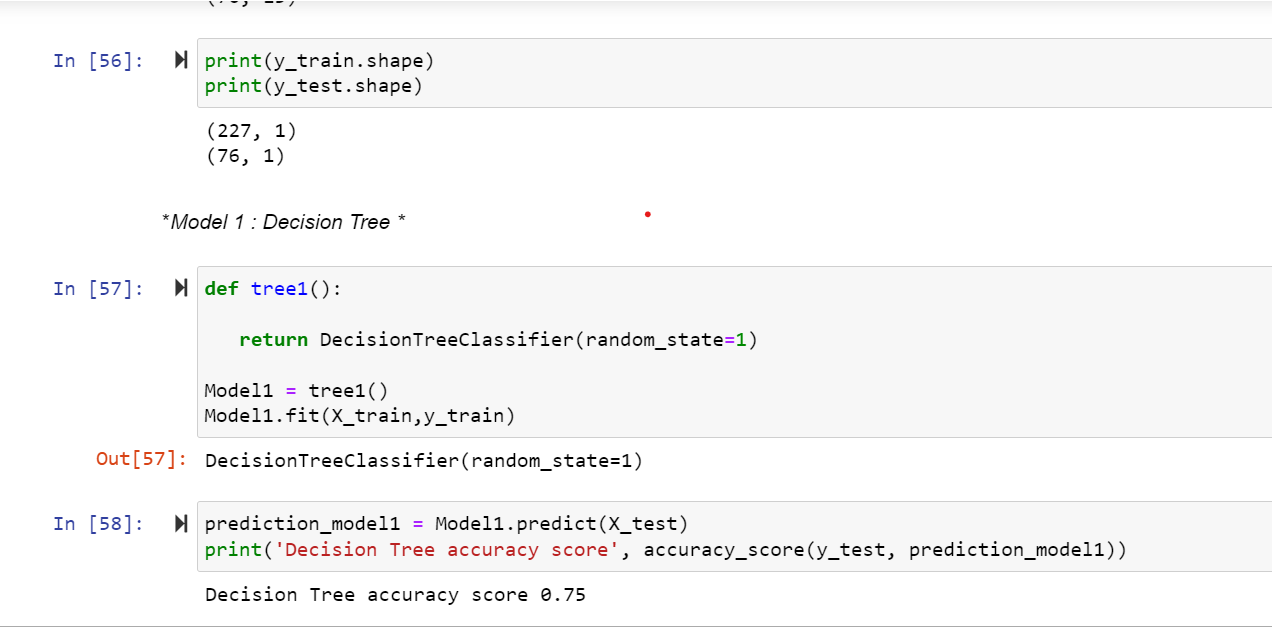 In [56]:
print(y_train.shape)
print(y_test.shape)
(227, 1)
(76, 1)
*Model 1 : Decision Tree *
In [57]:
def tree1():
return DecisionTreeClassifier(random_state=1)
Model1 = tree1()
Model1.fit(X_train,y_train)
Out[57]:
DecisionTreeClassifier(random_state=1)
In [58]:
prediction_model1 = Model1.predict(X_test)
print('Decision Tree accuracy score', accuracy_score(y_test, prediction_model1))
Decision Tree accuracy score 0.75